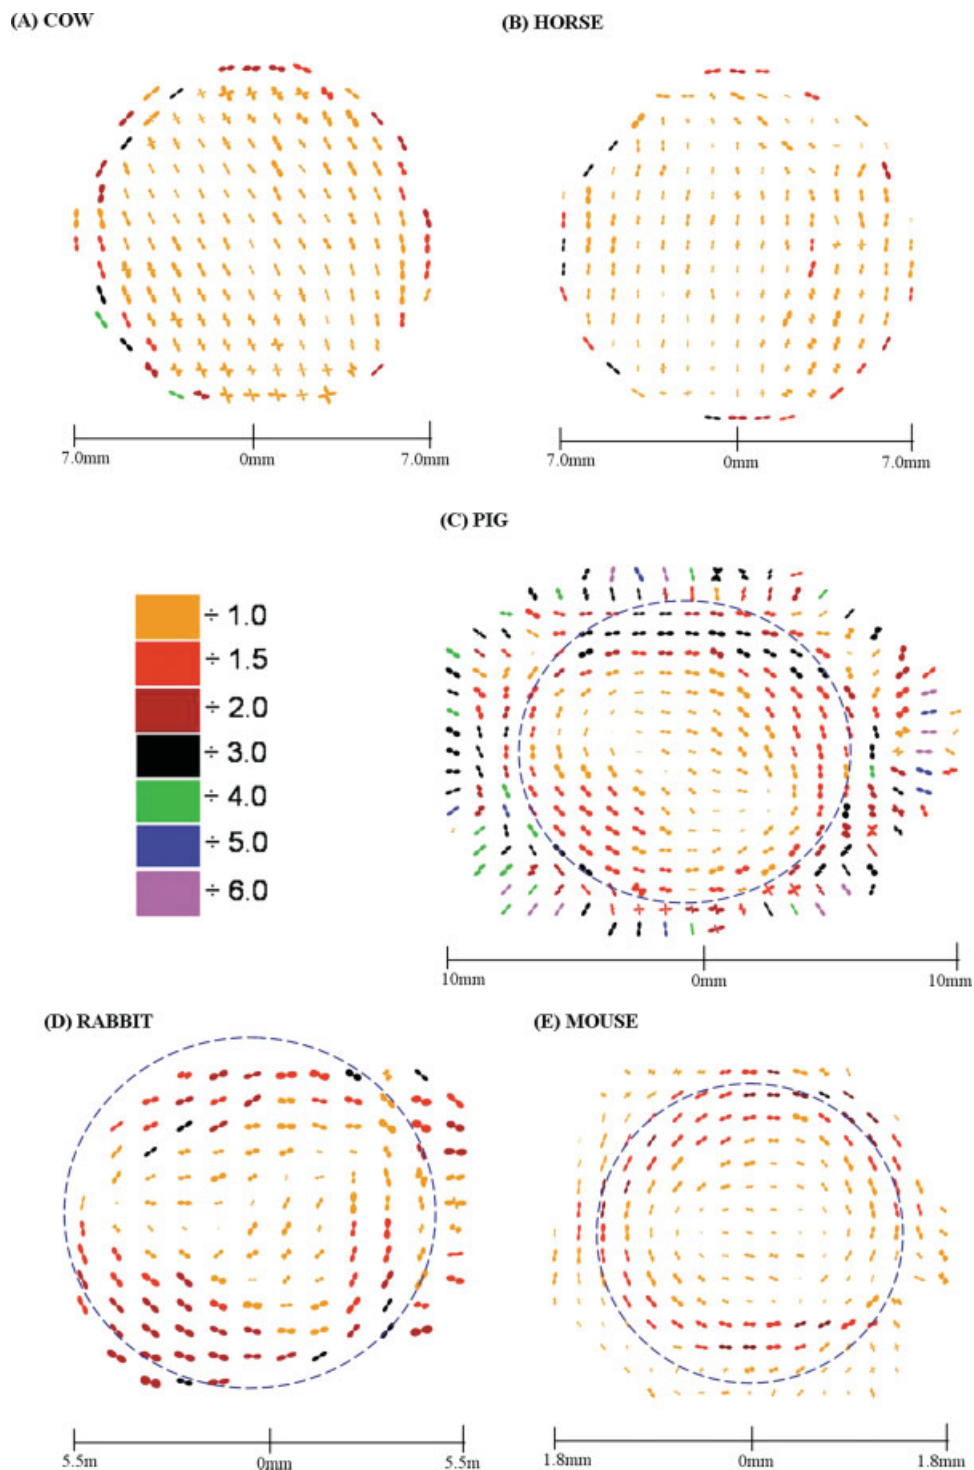 (A) COW
(B) HORSE
7.0mm 0mm 7.0mm
7.0mm 0mm 7.0mm
(C) PIG
÷ 1.0
÷ 1.5
÷ 2.0
÷ 3.0
÷ 4.0
÷ 5.0
÷ 6.0
10mm 0mm 10mm
(D) RABBIT
(E) MOUSE
5.5m 0mm 5.5m
1.8mm 0mm 1.8mm